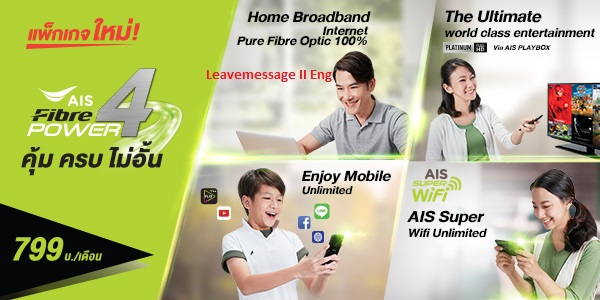 แพ็กเกจ ใหม่!
AIS
Fibre 4
POWER
คุ้ม ครบ ไม่อั้น
799 บ./เดือน
Home Broadband
Internet
Pure Fibre Optic 100%
Leavemessage II Eng
The Ultimate
world class entertainment
PLATINUM HD Via AIS PLAYBOX
Enjoy Mobile
Unlimited
PLAY
LINE
AIS
SUPER
WiFi
AIS Super
Wifi Unlimited